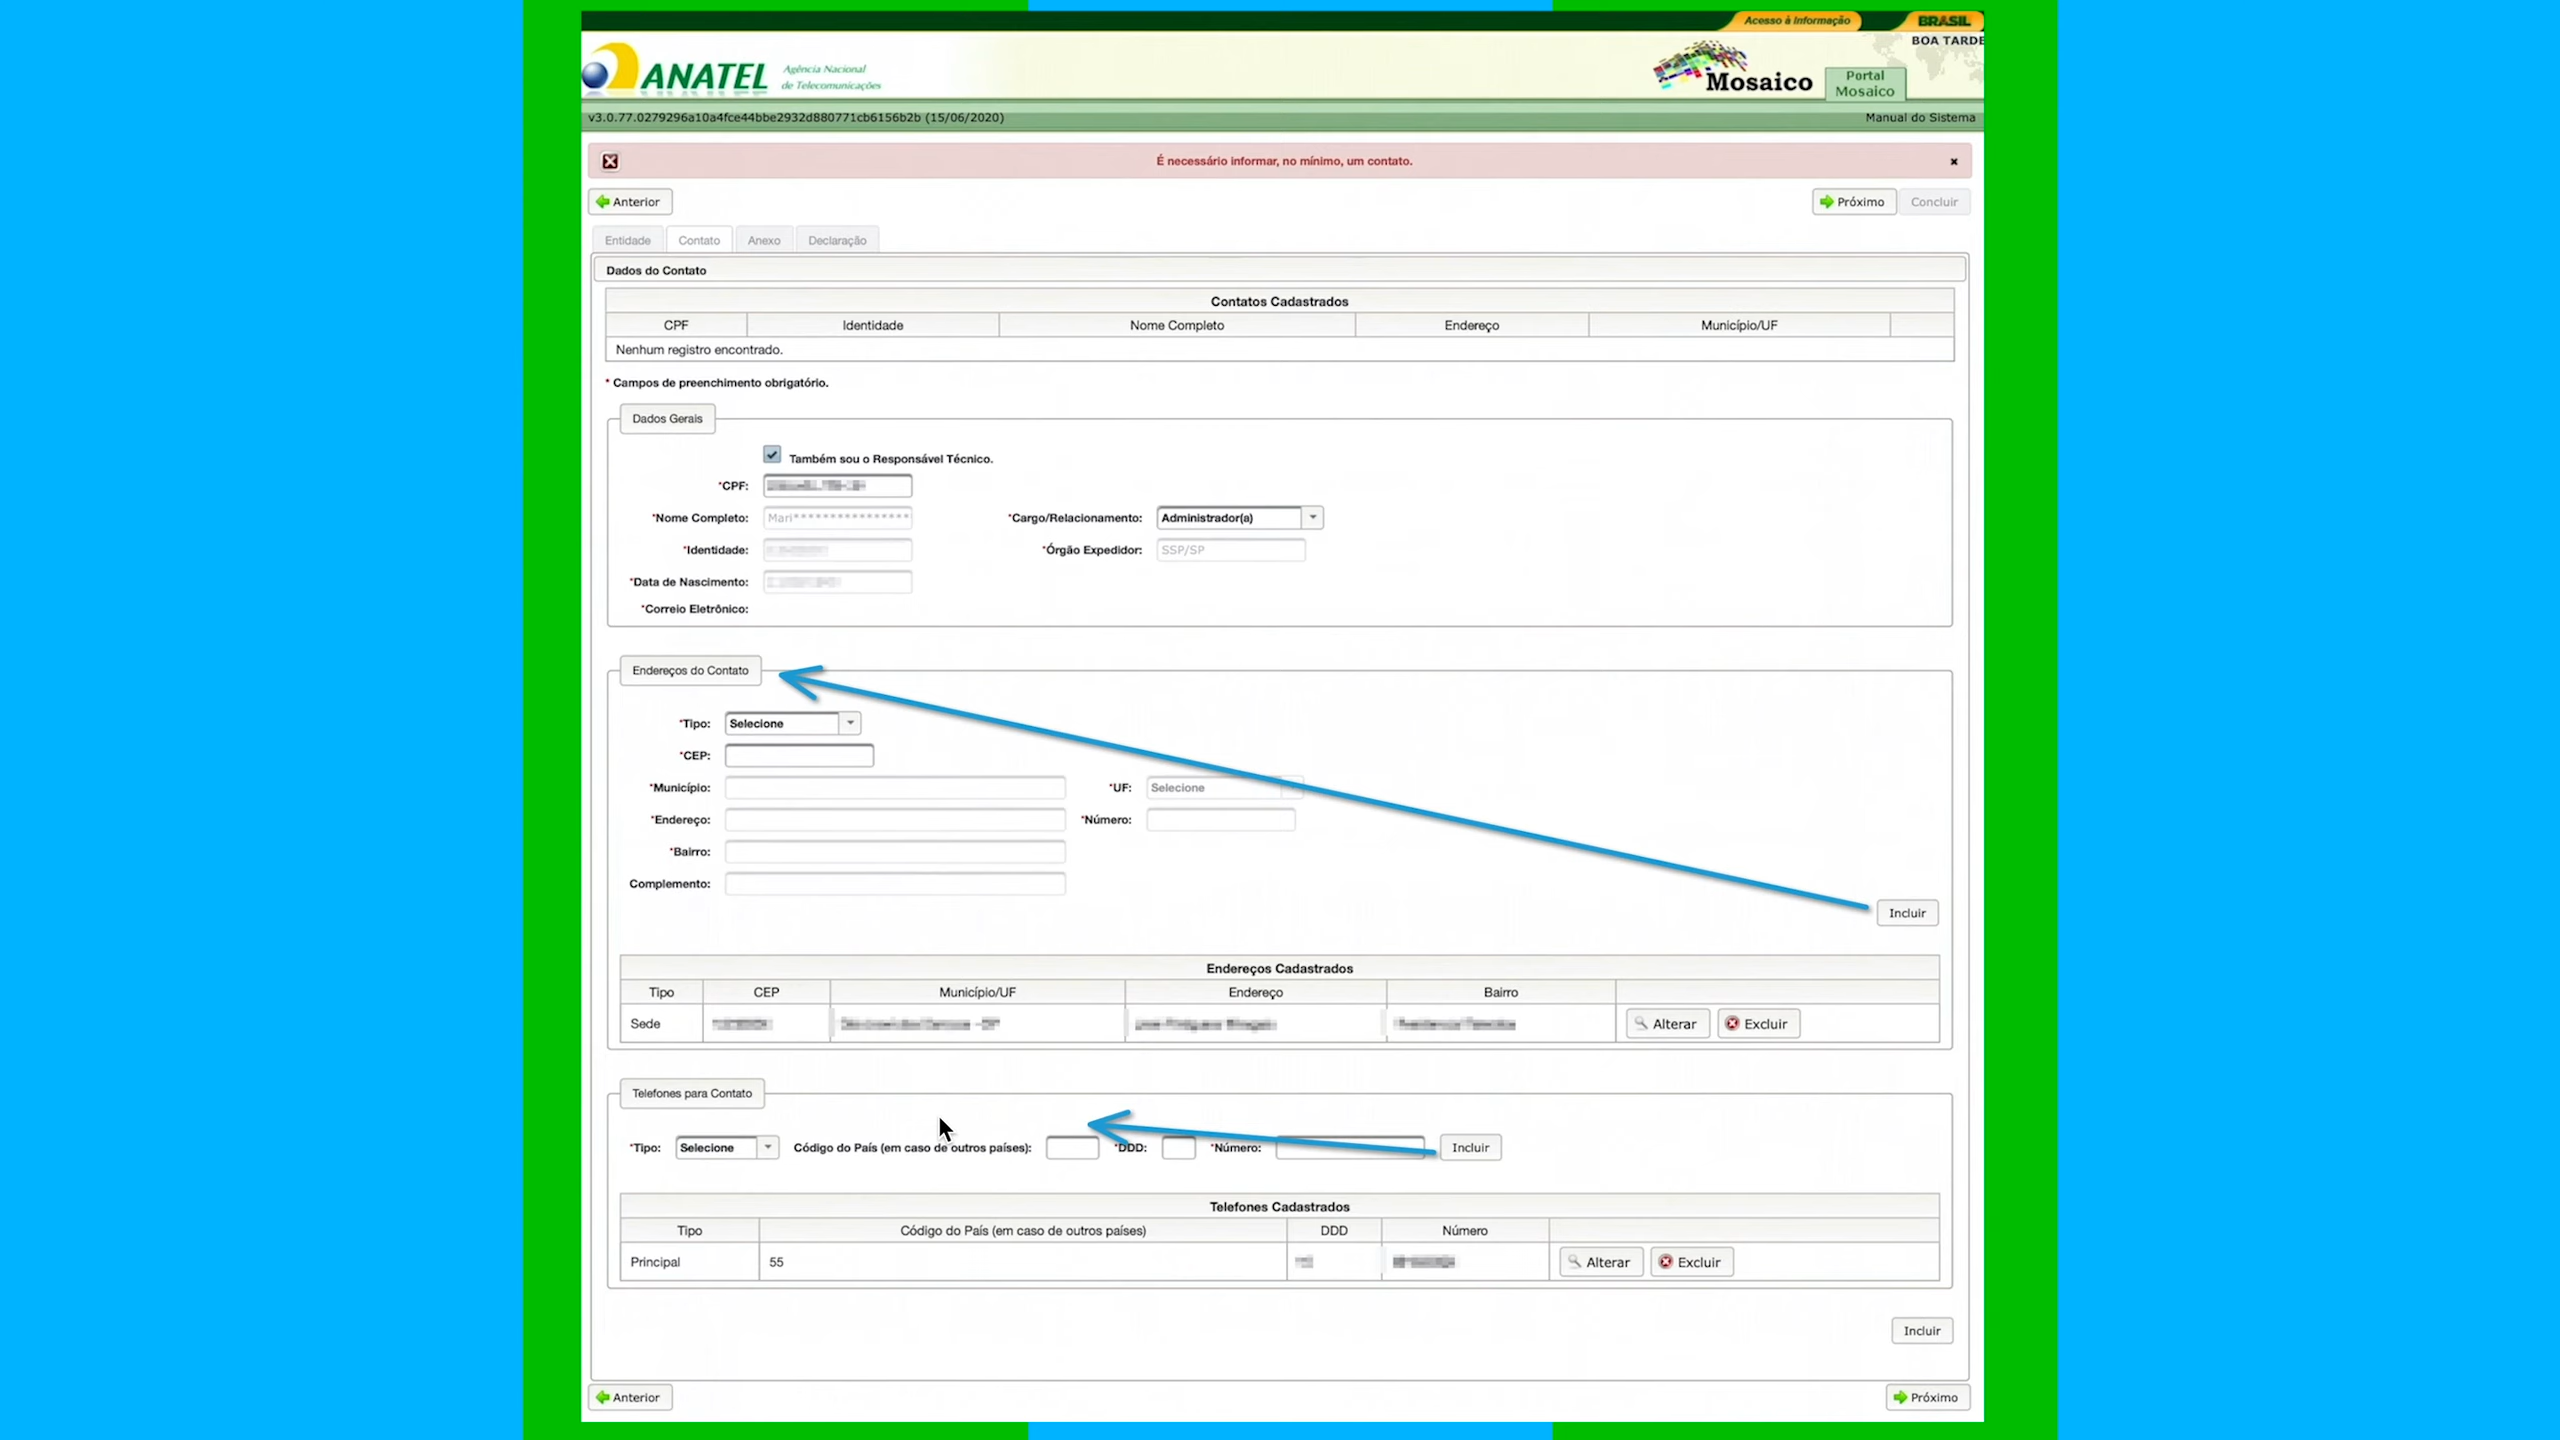 Acesso à Informação
BRASIL
BOA TARDE
ANATEL
Agência Nacional
de Telecomunicações
Mosaico
Portal
Mosaico
v3.0.77.0279296a10a4fce44bbe2932d880771cb6156b2b (15/06/2020)
Manual do Sistema
É necessário informar, no mínimo, um contato.
Anterior
Próximo
Concluir
Entidade
Contato
Anexo
Declaração
Dados do Contato
Contatos Cadastrados
CPF
Identidade
Nome Completo
Endereço
Município/UF
Nenhum registro encontrado.
* Campos de preenchimento obrigatório.
Dados Gerais
Também sou o Responsável Técnico.
*CPF:
*Nome Completo: Mari****************
*Cargo/Relacionamento: Administrador(a)
*Identidade:
*Órgão Expedidor: SSP/SP
*Data de Nascimento:
*Correio Eletrônico:
Endereços do Contato
*Tipo: Selecione
*CEP:
*Município:
*UF: Selecione
*Endereço:
*Número:
*Bairro:
Complemento:
Incluir
Endereços Cadastrados
Tipo
CEP
Município/UF
Endereço
Bairro
Sede
Alterar
Excluir
Telefones para Contato
*Tipo: Selecione
Código do País (em caso de outros países):
*DDD:
*Número:
Incluir
Telefones Cadastrados
Tipo
Código do País (em caso de outros países)
DDD
Número
Principal
55
Alterar
Excluir
Incluir
Anterior
Próximo